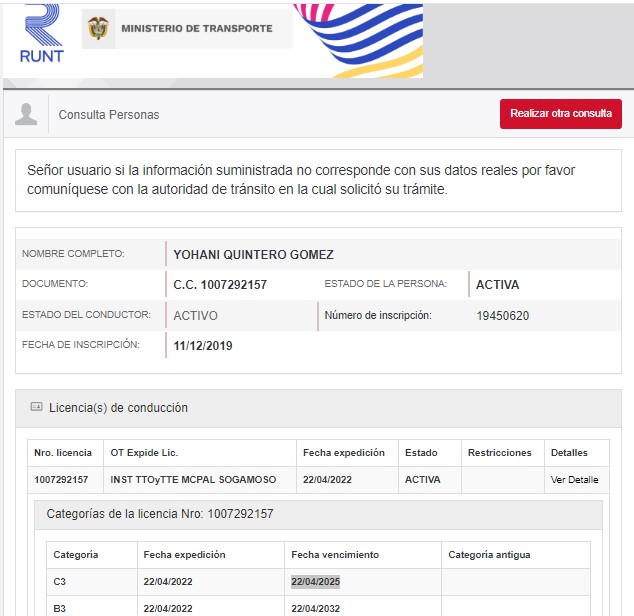 RUNT
MINISTERIO DE TRANSPORTE
Consulta Personas
Realizar otra consulta
Señor usuario si la información suministrada no corresponde con sus datos reales por favor
comuníquese con la autoridad de tránsito en la cual solicitó su trámite.
NOMBRE COMPLETO: YOHANI QUINTERO GOMEZ
DOCUMENTO: C.C. 1007292157 ESTADO DE LA PERSONA: ACTIVA
ESTADO DEL CONDUCTOR: ACTIVO Número de inscripción: 19450620
FECHA DE INSCRIPCIÓN: 11/12/2019
Licencia(s) de conducción
Nro. licencia OT Expide Lic. Fecha expedición Estado Restricciones Detalles
1007292157 INST TTOyTTE MCPAL SOGAMOSO 22/04/2022 ACTIVA Ver Detalle
Categorías de la licencia Nro: 1007292157
Categoría Fecha expedición Fecha vencimiento Categoría antigua
C3 22/04/2022 22/04/2025
B3 22/04/2022 22/04/2032